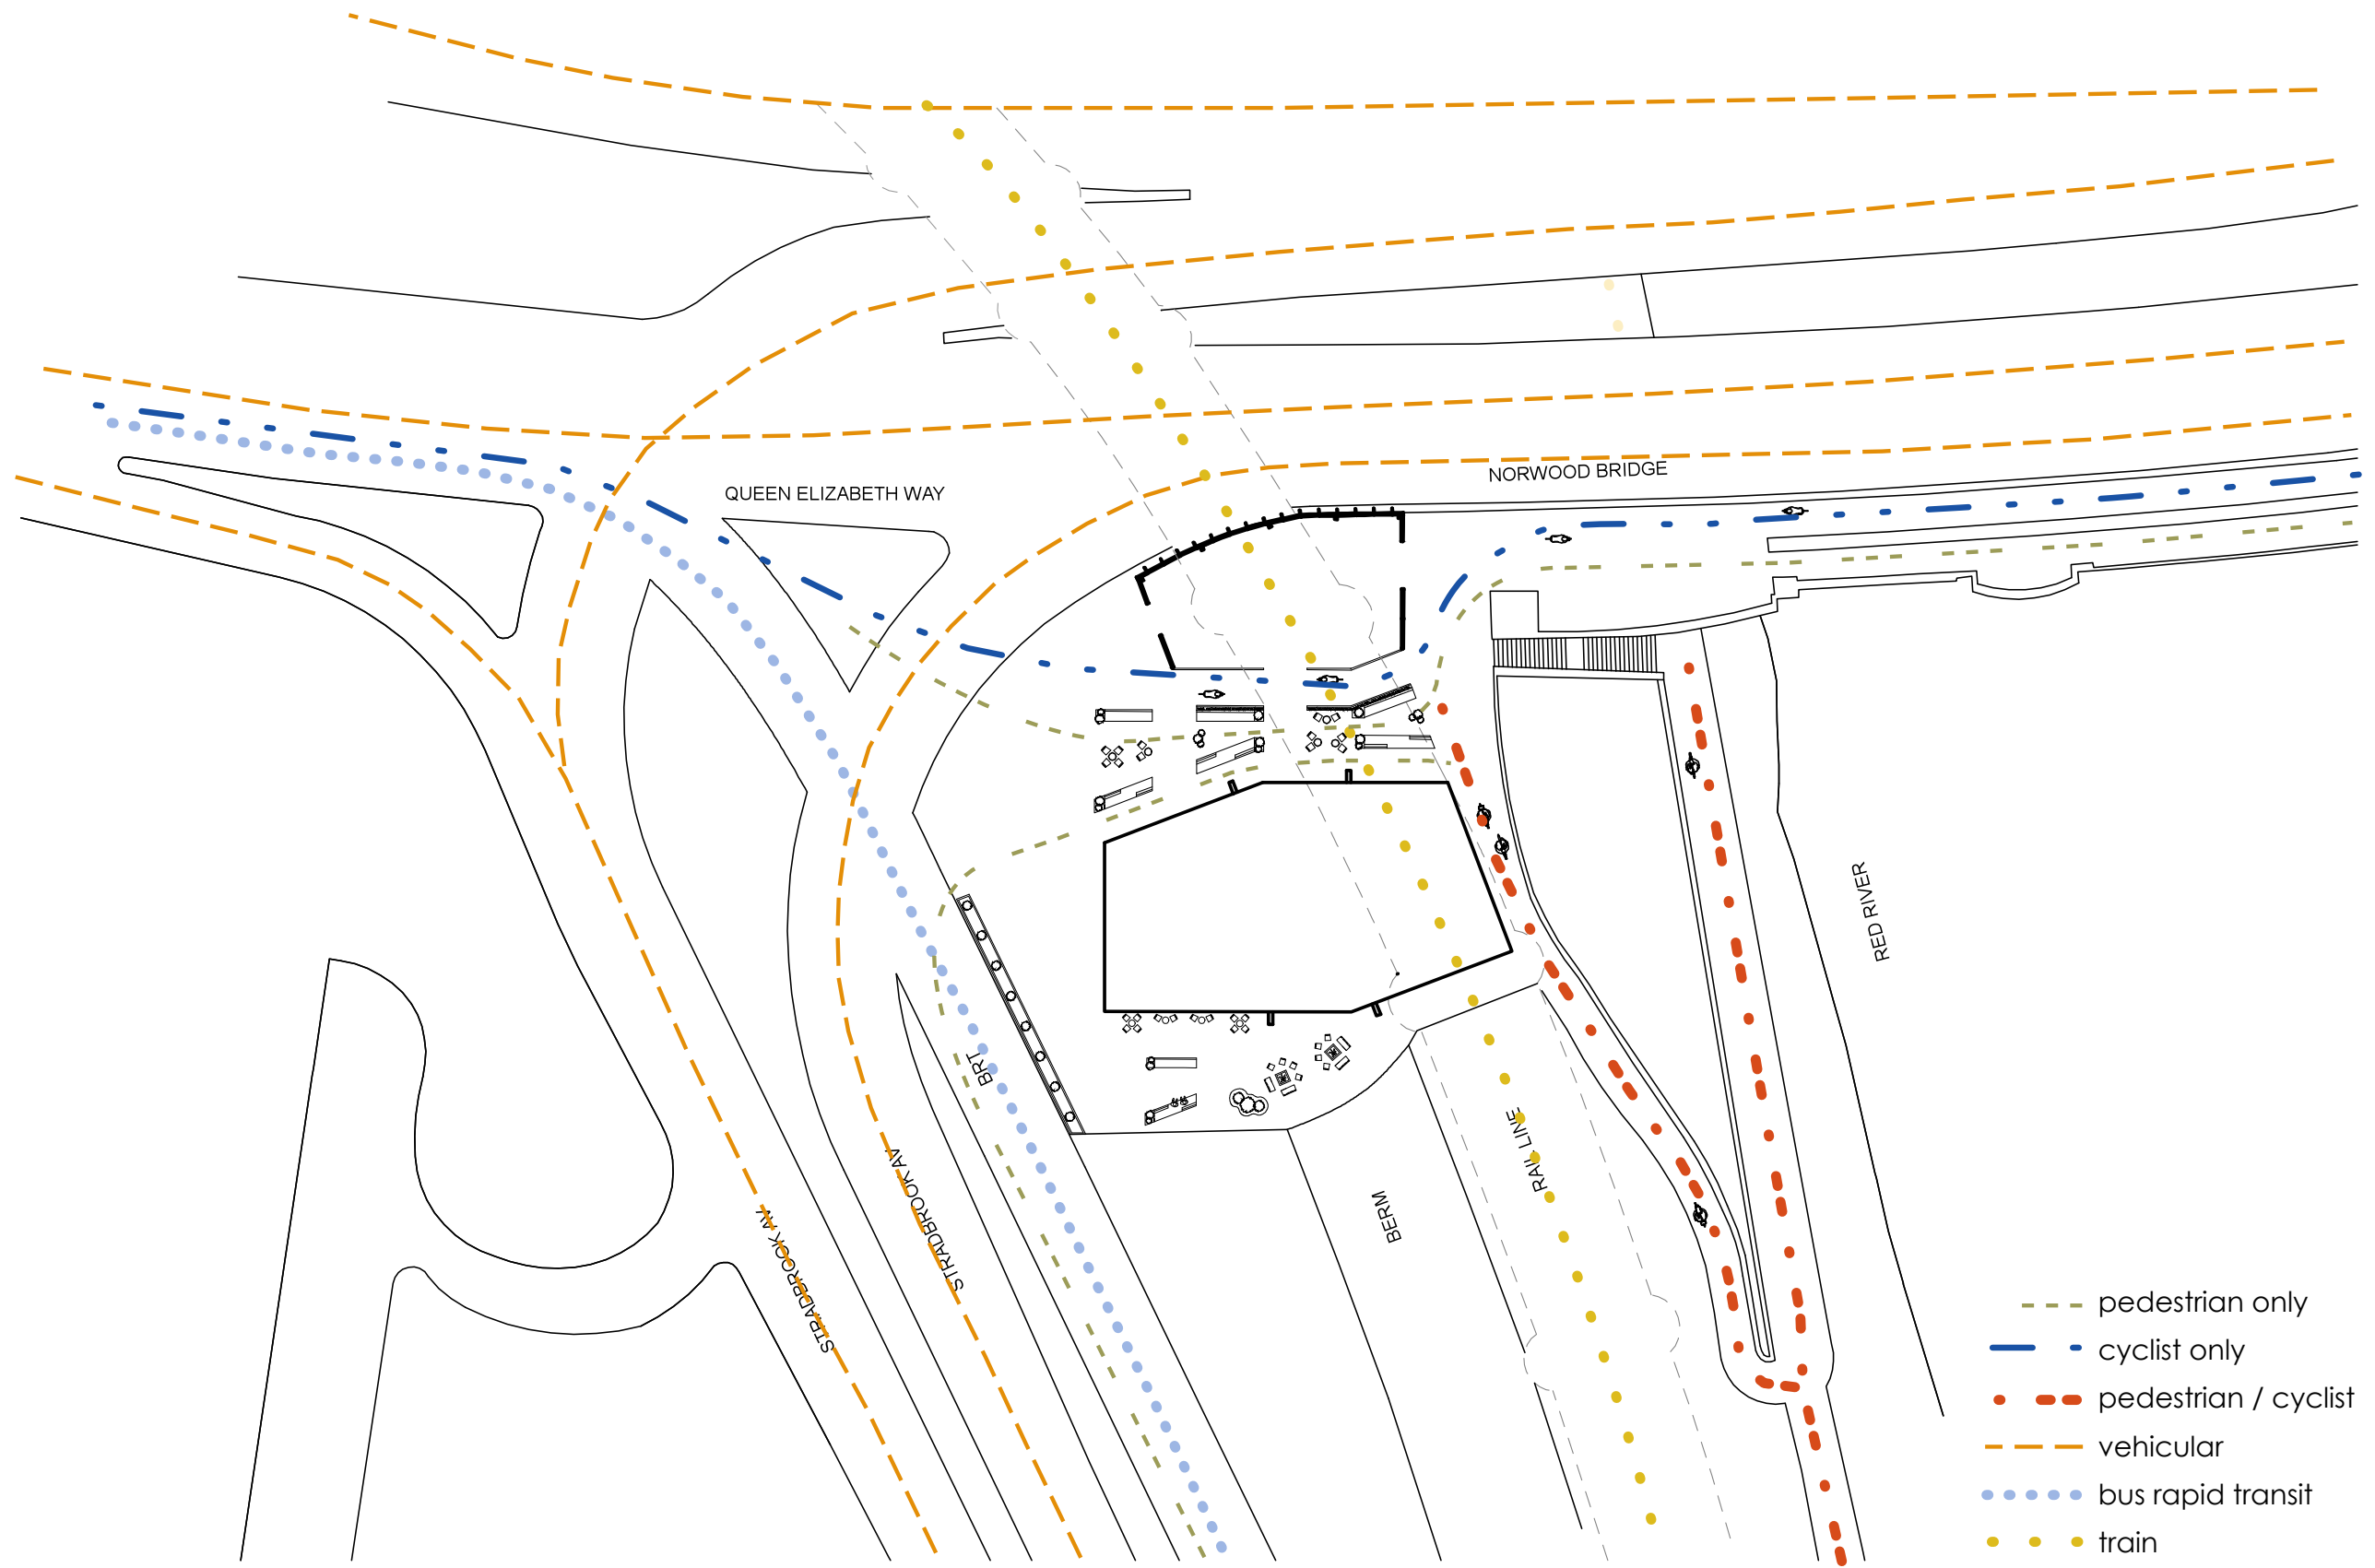 NORWOOD BRIDGE
QUEEN ELIZABETH WAY
RED RIVER
BRT
RAIL LINE
STRADBROOK AV
STRADBROOK AV
BERM
pedestrian only
cyclist only
pedestrian / cyclist
vehicular
bus rapid transit
train